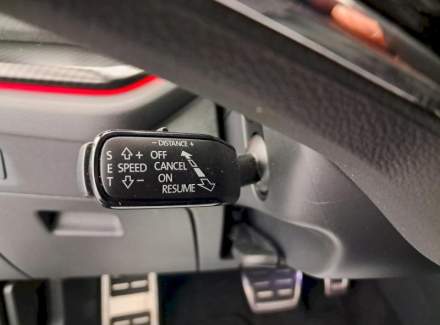 – DISTANCE +
S ⇧ + OFF
E SPEED CANCEL
T ⇩ – ON
RESUME